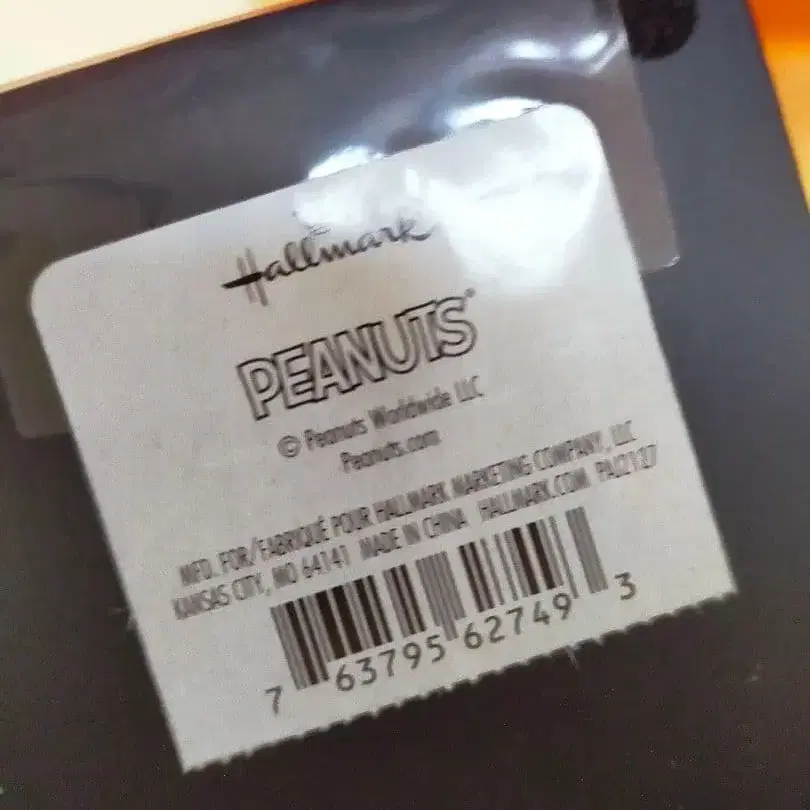 Hallmark
PEANUTS®
© Peanuts Worldwide LLC
Peanuts.com
MFD. FOR/FABRIQUÉ POUR HALLMARK MARKETING COMPANY, LLC
KANSAS CITY, MO 64141 MADE IN CHINA HALLMARK.COM PAJ2127
7 63795 62749 3